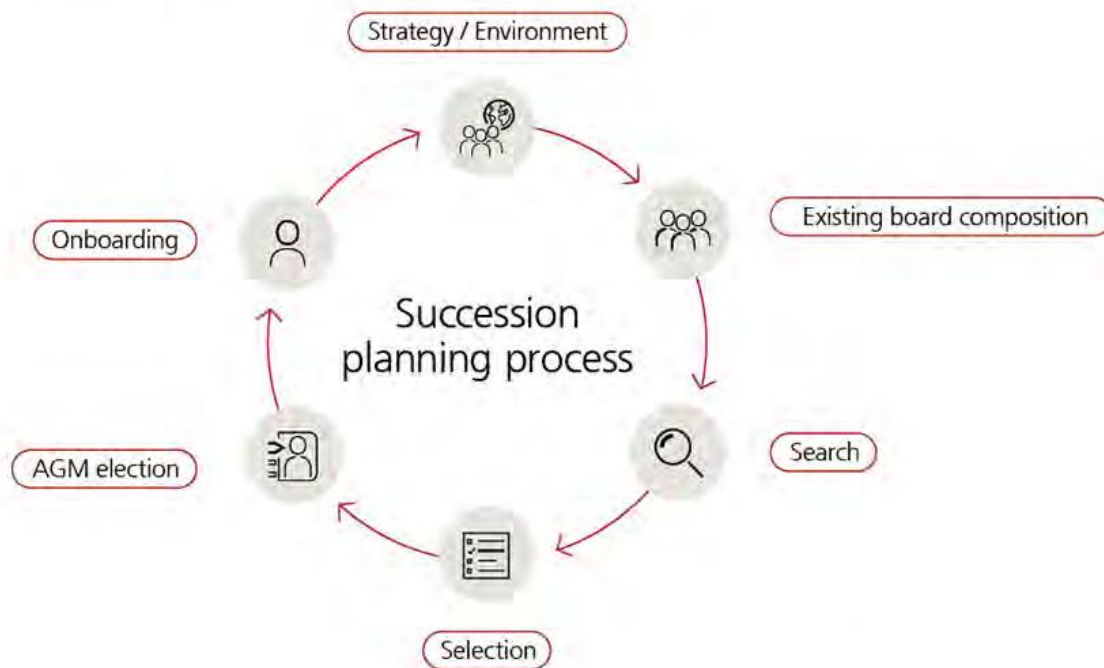 Strategy / Environment
Existing board composition
Onboarding
Succession
planning process
AGM election
Search
Selection